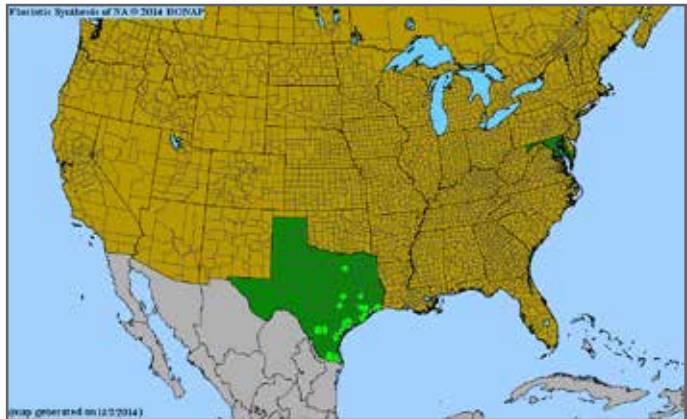 Floristic Synthesis of NA © 2014 BONAP
(map generated on 12/2/2014)